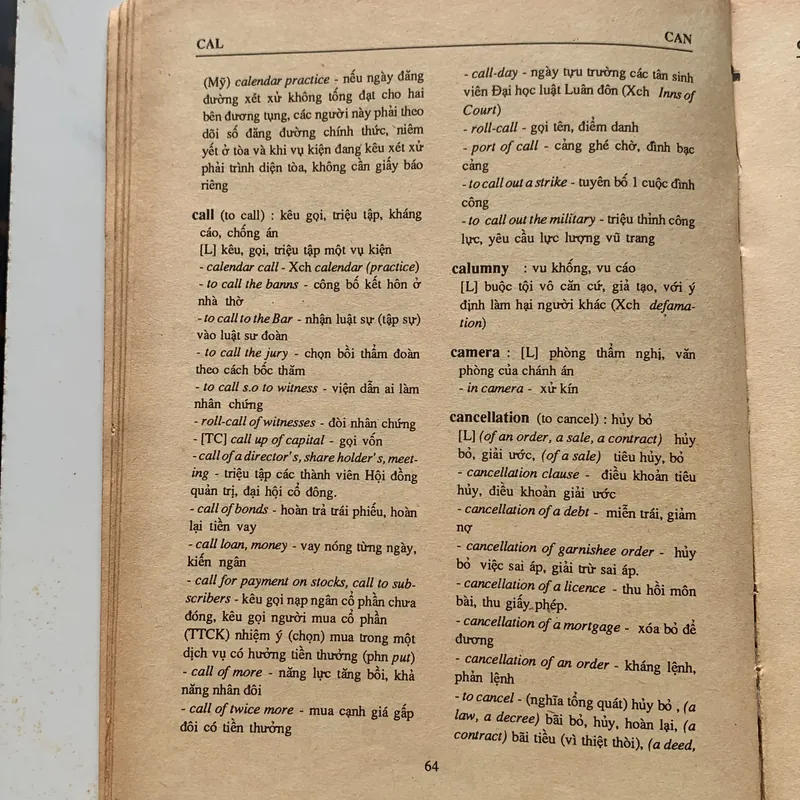 CAL
CAN
(Mỹ) calendar practice - nếu ngày đăng
đường xét xử không tống đạt cho hai
bên đương tụng, các người này phải theo
dõi số đăng đường chính thức, niêm
yết ở tòa và khi vụ kiện đang kêu xét xử
phải trình diện tòa, không cần giấy báo
riêng
call (to call) : kêu gọi, triệu tập, kháng
cáo, chống án
[L] kêu, gọi, triệu tập một vụ kiện
- calendar call - Xch calendar (practice)
- to call the banns - công bố kết hôn ở
nhà thờ
- to call to the Bar - nhận luật sự (tập sự)
vào luật sư đoàn
- to call the jury - chọn bồi thẩm đoàn
theo cách bốc thăm
- to call s.o to witness - viện dẫn ai làm
nhân chứng
- roll-call of witnesses - đòi nhân chứng
- [TC] call up of capital - gọi vốn
- call of a director's, share holder's, meet-
ing - triệu tập các thành viên Hội đồng
quản trị, đại hội cổ đông.
- call of bonds - hoàn trả trái phiếu, hoàn
lại tiền vay
- call loan, money - vay nóng từng ngày,
kiến ngân
- call for payment on stocks, call to sub-
scribers - kêu gọi nạp ngân cổ phần chưa
đóng, kêu gọi người mua cổ phần
(TTCK) nhiệm ý (chọn) mua trong một
dịch vụ có hưởng tiền thưởng (phn put)
- call of more - năng lực tăng bồi, khả
năng nhân đôi
- call of twice more - mua cạnh giá gấp
đôi có tiền thưởng
- call-day - ngày tựu trường các tân sinh
viên Đại học luật Luân đôn (Xch Inns of
Court)
- roll-call - gọi tên, điểm danh
- port of call - cảng ghé chờ, đình bạc
cảng
- to call out a strike - tuyên bố 1 cuộc đình
công
- to call out the military - triệu thỉnh công
lực, yêu cầu lực lượng vũ trang
calumny : vu khống, vu cáo
[L] buộc tội vô căn cứ, giả tạo, với ý
định làm hại người khác (Xch defama-
tion)
camera : [L] phòng thẩm nghị, văn
phòng của chánh án
- in camera - xử kín
cancellation (to cancel) : hủy bỏ
[L] (of an order, a sale, a contract) hủy
bỏ, giải ước, (of a sale) tiêu hủy, bỏ
- cancellation clause - điều khoản tiêu
hủy, điều khoản giải ước
- cancellation of a debt - miễn trái, giảm
nợ
- cancellation of garnishee order - hủy
bỏ việc sai áp, giải trừ sai áp.
- cancellation of a licence - thu hồi môn
bài, thu giấy phép.
- cancellation of a mortgage - xóa bỏ để
đương
- cancellation of an order - kháng lệnh,
phản lệnh
- to cancel - (nghĩa tổng quát) hủy bỏ , (a
law, a decree) bãi bỏ, hủy, hoàn lại, (a
contract) bãi tiều (vì thiệt thòi), (a deed,
64